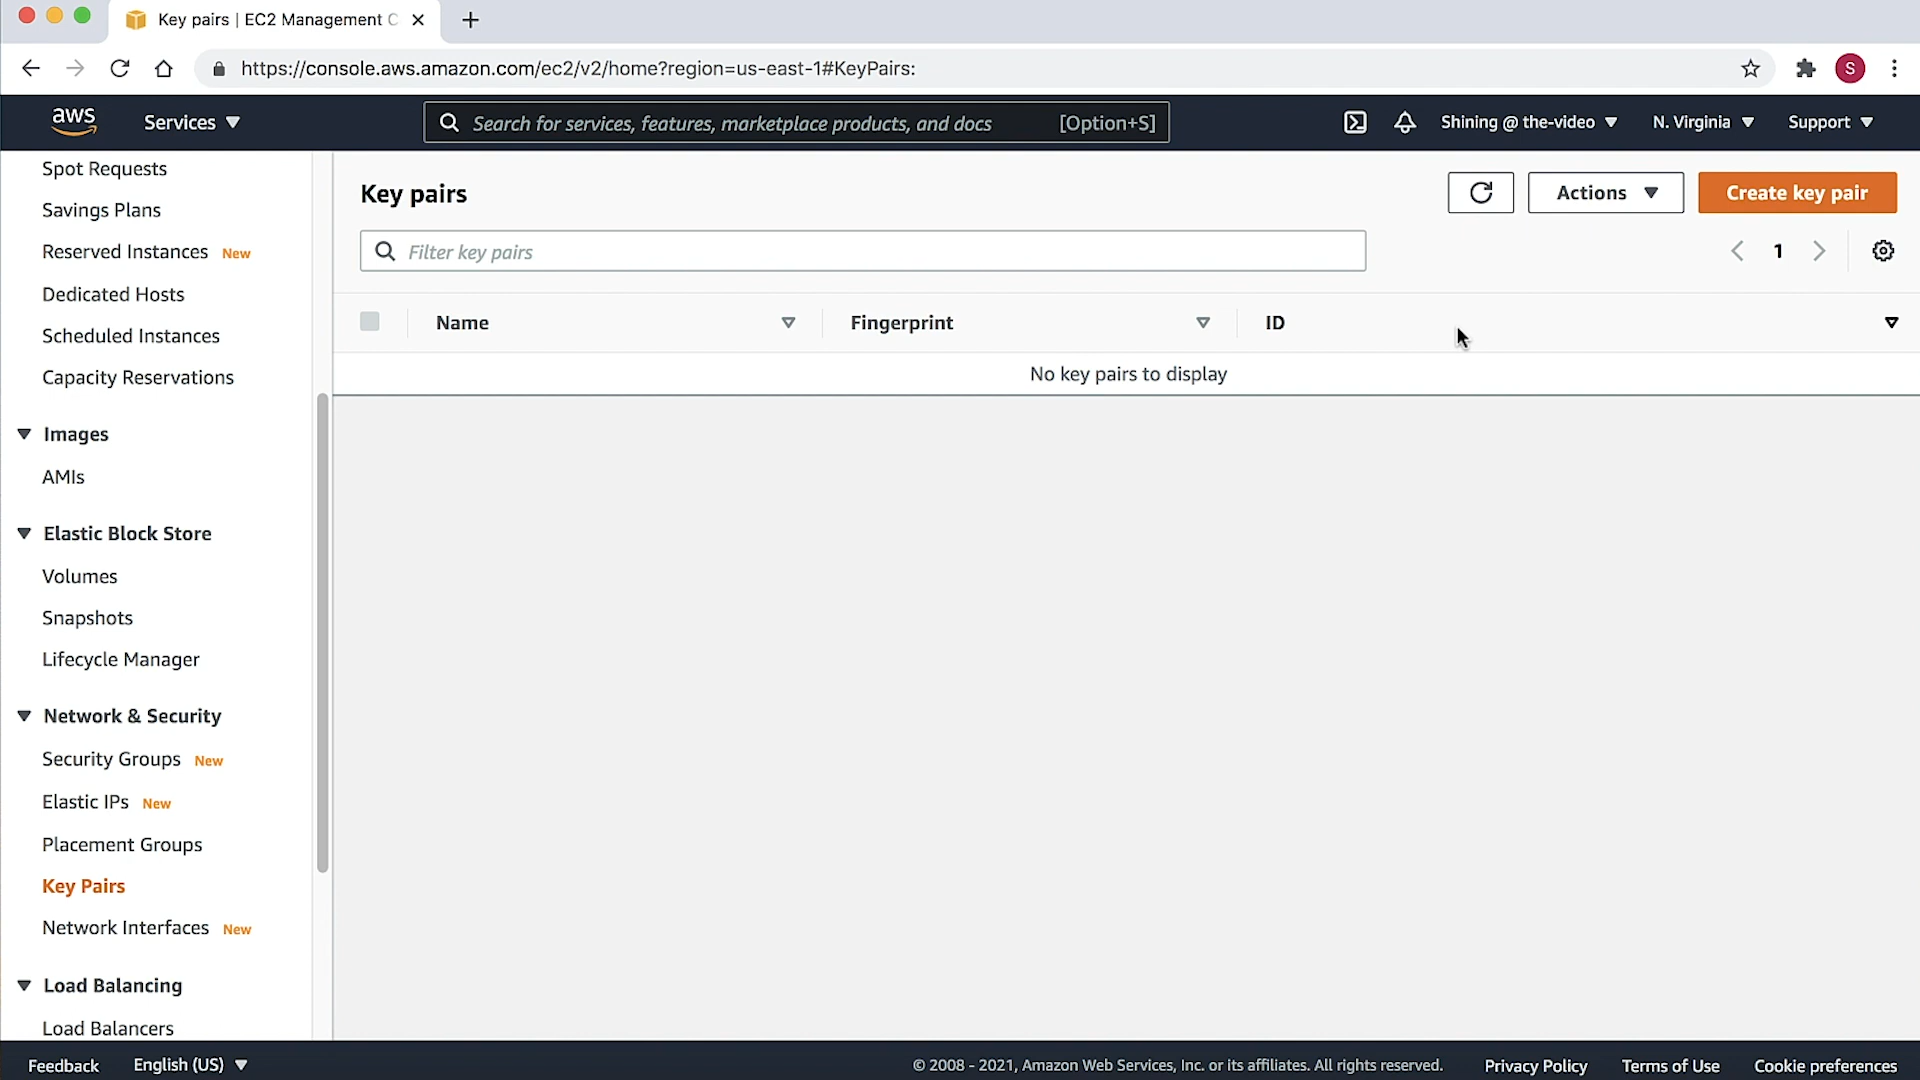 Key pairs | EC2 Management C
https://console.aws.amazon.com/ec2/v2/home?region=us-east-1#KeyPairs:
S
aws
Services
Search for services, features, marketplace products, and docs
[Option+S]
Shining @ the-video
N. Virginia
Support
Spot Requests
Savings Plans
Reserved Instances New
Dedicated Hosts
Scheduled Instances
Capacity Reservations
Images
AMIs
Elastic Block Store
Volumes
Snapshots
Lifecycle Manager
Network & Security
Security Groups New
Elastic IPs New
Placement Groups
Key Pairs
Network Interfaces New
Load Balancing
Load Balancers
Key pairs
Actions
Create key pair
Filter key pairs
1
Name
Fingerprint
ID
No key pairs to display
Feedback
English (US)
© 2008 - 2021, Amazon Web Services, Inc. or its affiliates. All rights reserved.
Privacy Policy
Terms of Use
Cookie preferences